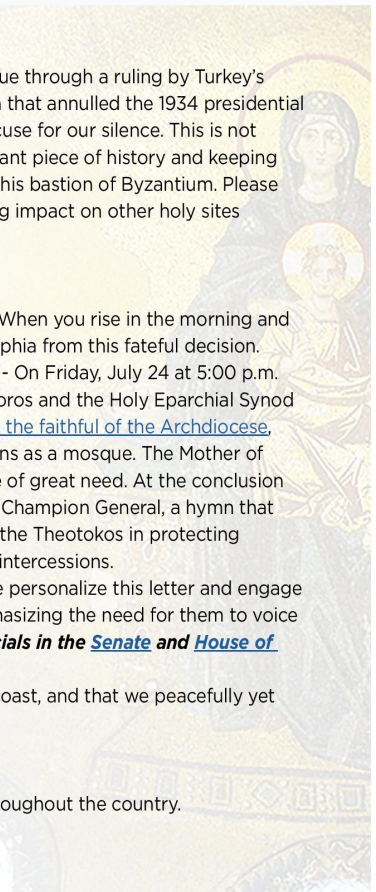 ue through a ruling by Turkey's
that annulled the 1934 presidential
cuse for our silence. This is not
ant piece of history and keeping
his bastion of Byzantium. Please
g impact on other holy sites
When you rise in the morning and
phia from this fateful decision.
- On Friday, July 24 at 5:00 p.m.
oros and the Holy Eparchial Synod
the faithful of the Archdiocese,
ns as a mosque. The Mother of
e of great need. At the conclusion
Champion General, a hymn that
the Theotokos in protecting
intercessions.
e personalize this letter and engage
hasizing the need for them to voice
cials in the Senate and House of
coast, and that we peacefully yet
oughout the country.